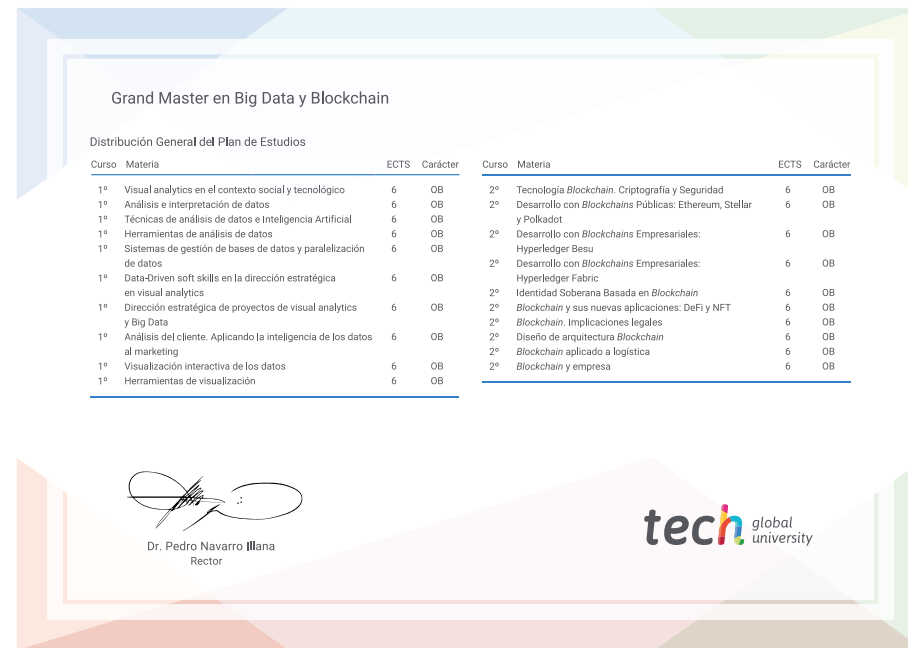 Grand Master en Big Data y Blockchain
Distribución General del Plan de Estudios
Curso Materia ECTS Carácter
1º Visual analytics en el contexto social y tecnológico 6 OB
1º Análisis e interpretación de datos 6 OB
1º Técnicas de análisis de datos e Inteligencia Artificial 6 OB
1º Herramientas de análisis de datos 6 OB
1º Sistemas de gestión de bases de datos y paralelización 6 OB
de datos
1º Data-Driven soft skills en la dirección estratégica 6 OB
en visual analytics
1º Dirección estratégica de proyectos de visual analytics 6 OB
y Big Data
1º Análisis del cliente. Aplicando la inteligencia de los datos 6 OB
al marketing
1º Visualización interactiva de los datos 6 OB
1º Herramientas de visualización 6 OB
Curso Materia ECTS Carácter
2º Tecnología Blockchain. Criptografía y Seguridad 6 OB
2º Desarrollo con Blockchains Públicas: Ethereum, Stellar 6 OB
y Polkadot
2º Desarrollo con Blockchains Empresariales: 6 OB
Hyperledger Besu
2º Desarrollo con Blockchains Empresariales: 6 OB
Hyperledger Fabric
2º Identidad Soberana Basada en Blockchain 6 OB
2º Blockchain y sus nuevas aplicaciones: DeFi y NFT 6 OB
2º Blockchain. Implicaciones legales 6 OB
2º Diseño de arquitectura Blockchain 6 OB
2º Blockchain aplicado a logística 6 OB
2º Blockchain y empresa 6 OB
Dr. Pedro Navarro Illana
Rector
tech global
university